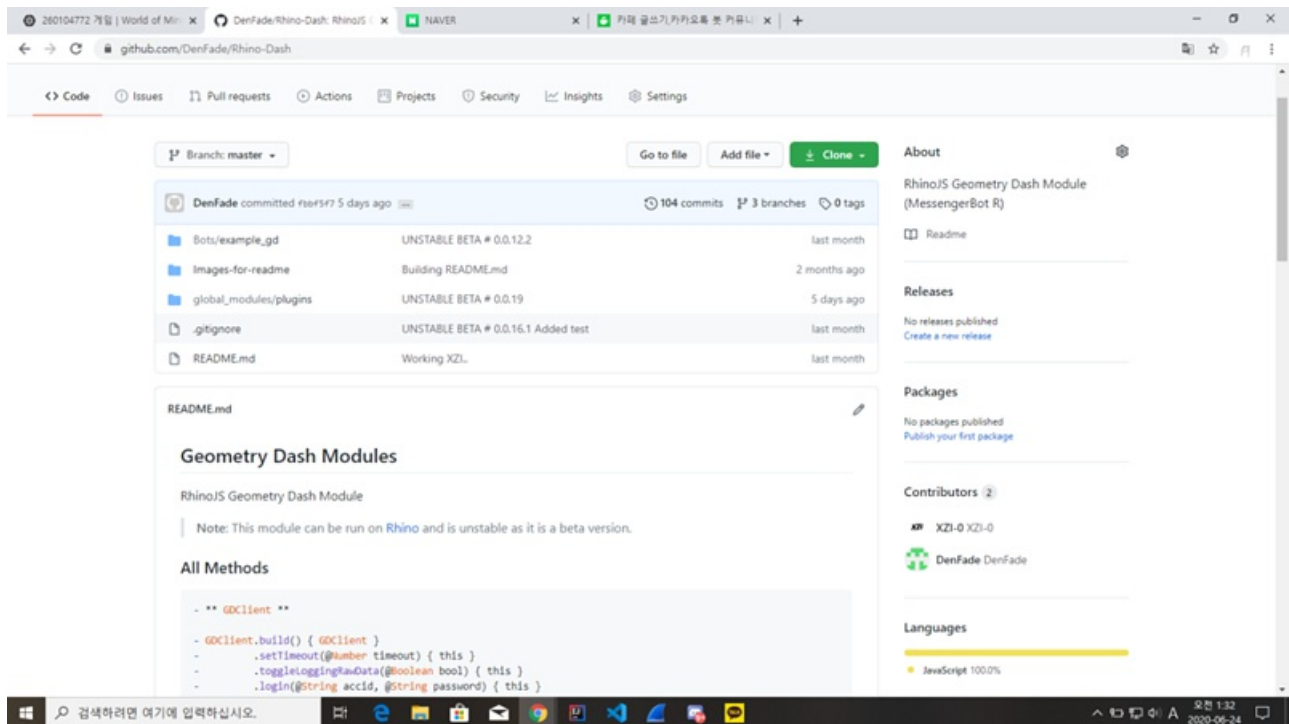 260104772 게임 | World of Min
DenFade/Rhino-Dash: RhinoJS G
NAVER
카페 글쓰기,카카오톡 봇 커뮤니
github.com/DenFade/Rhino-Dash
<> Code
Issues
Pull requests
Actions
Projects
Security
Insights
Settings
Branch: master
Go to file
Add file
Clone
DenFade committed 5 days ago
104 commits
3 branches
0 tags
Bots/example_gd UNSTABLE BETA # 0.0.12.2 last month
Images-for-readme Building README.md 2 months ago
global_modules/plugins UNSTABLE BETA # 0.0.19 5 days ago
.gitignore UNSTABLE BETA # 0.0.16.1 Added test last month
README.md Working XZI.. last month
README.md
Geometry Dash Modules
RhinoJS Geometry Dash Module
Note: This module can be run on Rhino and is unstable as it is a beta version.
All Methods
- ** GDClient **
- GDClient.build() { GDClient }
- .setTimeout(@Number timeout) { this }
- .toggleLoggingRawData(@Boolean bool) { this }
- .login(@String accid, @String password) { this }
About
RhinoJS Geometry Dash Module
(MessengerBot R)
Readme
Releases
No releases published
Create a new release
Packages
No packages published
Publish your first package
Contributors 2
XZI XZI-0 XZI-0
DenFade DenFade
Languages
JavaScript 100.0%
검색하려면 여기에 입력하십시오.
A
오전 1:32
2020-06-24